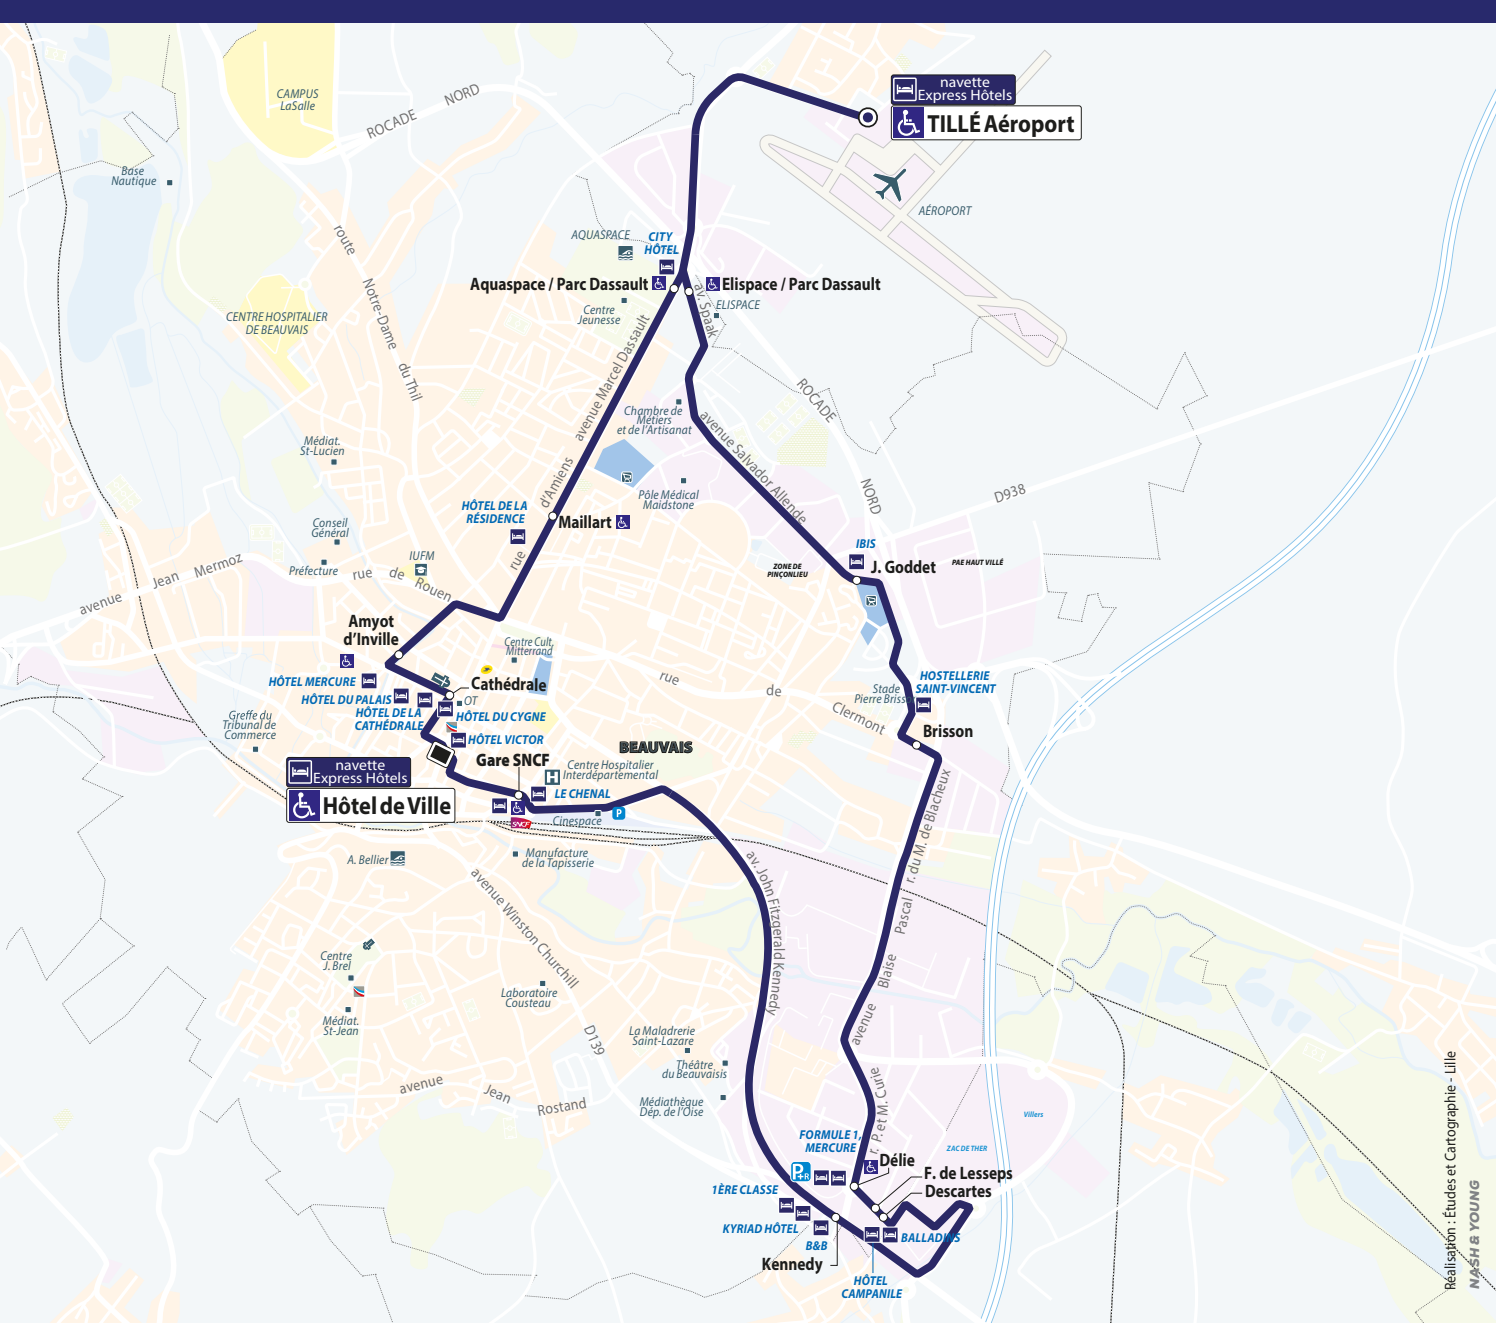 navette
Express Hôtels
TILLÉ Aéroport
CAMPUS
LaSalle
ROCADE NORD
Base
Nautique
AÉROPORT
route Notre-Dame du Thil
AQUASPACE
CITY
HÔTEL
Aquaspace / Parc Dassault
Elispace / Parc Dassault
ELISPACE
av. Spaak
Centre
Jeunesse
CENTRE HOSPITALIER
DE BEAUVAIS
avenue Marcel Dassault
ROCADE NORD
Chambre de
Métiers
et de l'Artisanat
avenue Salvador Allende
Médiat.
St-Lucien
rue d'Amiens
Pôle Médical
Maidstone
D938
HÔTEL DE LA
RÉSIDENCE
Maillart
Conseil
Général
IBIS
J. Goddet
PAE HAUT VILLÉ
ZONE DE
PINÇONLIEU
IUFM
Préfecture
avenue Jean Mermoz
rue de Rouen
Amyot
d'Inville
Centre Cult.
Mitterrand
HÔTEL MERCURE
Cathédrale
OT
HÔTEL DU PALAIS
HÔTEL DE LA
CATHÉDRALE
HÔTEL DU CYGNE
HÔTEL VICTOR
rue de Clermont
HOSTELLERIE
SAINT-VINCENT
Stade
Pierre Brisson
Brisson
Greffe du
Tribunal de
Commerce
BEAUVAIS
Gare SNCF
H
Centre Hospitalier
Interdépartemental
navette
Express Hôtels
Hôtel de Ville
LE CHENAL
SNCF
Cinespace
P
A. Bellier
Manufacture
de la Tapisserie
r. du M. de Blacheux
avenue Winston Churchill
av. John Fitzgerald Kennedy
avenue Blaise Pascal
Centre
J. Brel
Médiat.
St-Jean
Laboratoire
Cousteau
D139
La Maladrerie
Saint-Lazare
Théâtre
du Beauvaisis
Médiathèque
Dép. de l'Oise
avenue Jean Rostand
r. P. et M. Curie
Villers
ZAC DE THER
FORMULE 1,
MERCURE
Délie
P+R
F. de Lesseps
Descartes
1ÈRE CLASSE
KYRIAD HÔTEL
B&B
BALLADINS
Kennedy
HÔTEL
CAMPANILE
Réalisation : Études et Cartographie - Lille
NASH & YOUNG